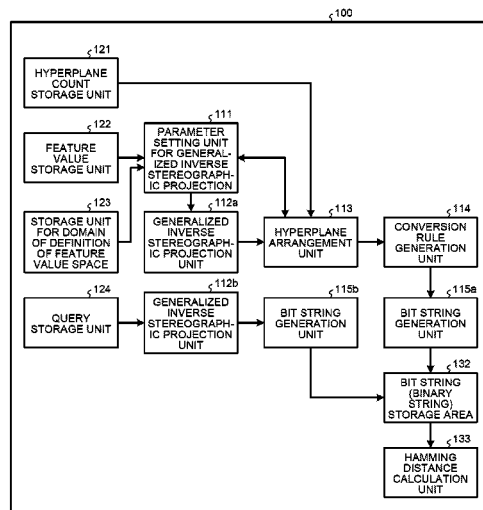 100
121
HYPERPLANE
COUNT
STORAGE UNIT
122
FEATURE
VALUE
STORAGE UNIT
111
PARAMETER
SETTING UNIT
FOR GENERAL-
IZED INVERSE
STEREOGRAPH-
IC PROJECTION
123
STORAGE UNIT
FOR DOMAIN OF
DEFINITION
OF FEATURE
VALUE SPACE
112a
GENERALIZED
INVERSE
STEREOGRAPH-
IC PROJECTION
UNIT
113
HYPERPLANE
ARRANGEMENT
UNIT
114
CONVERSION
RULE
GENERATION
UNIT
124
QUERY
STORAGE UNIT
112b
GENERALIZED
INVERSE
STEREOGRAPH-
IC PROJECTION
UNIT
115b
BIT STRING
GENERATION
UNIT
115a
BIT STRING
GENERATION
UNIT
132
BIT STRING
(BINARY
STRING)
STORAGE AREA
133
HAMMING
DISTANCE
CALCULATION
UNIT